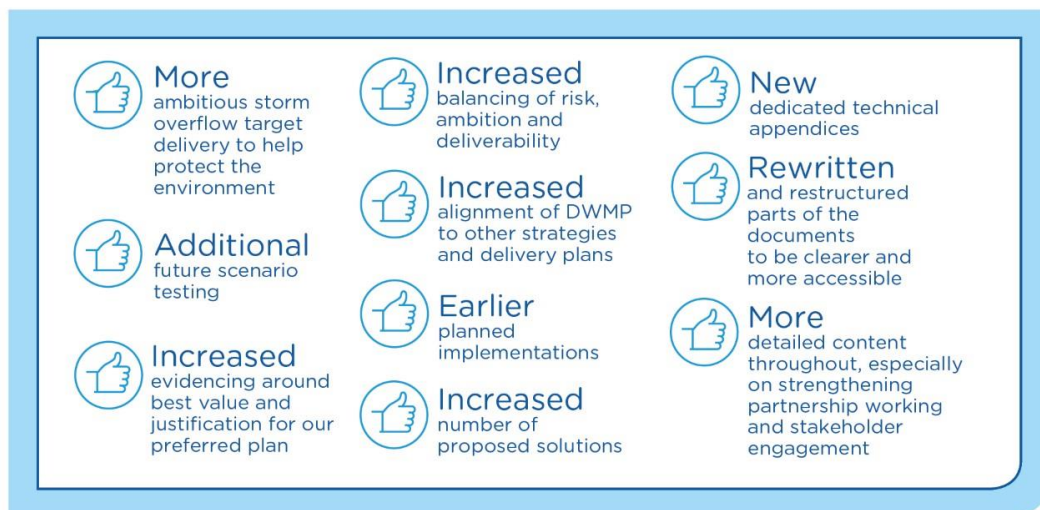 More
ambitious storm
overflow target
delivery to help
protect the
environment
Additional
future scenario
testing
Increased
evidencing around
best value and
justification for our
preferred plan
Increased
balancing of risk,
ambition and
deliverability
Increased
alignment of DWMP
to other strategies
and delivery plans
Earlier
planned
implementations
Increased
number of
proposed solutions
New
dedicated technical
appendices
Rewritten
and restructured
parts of the
documents
to be clearer and
more accessible
More
detailed content
throughout, especially
on strengthening
partnership working
and stakeholder
engagement